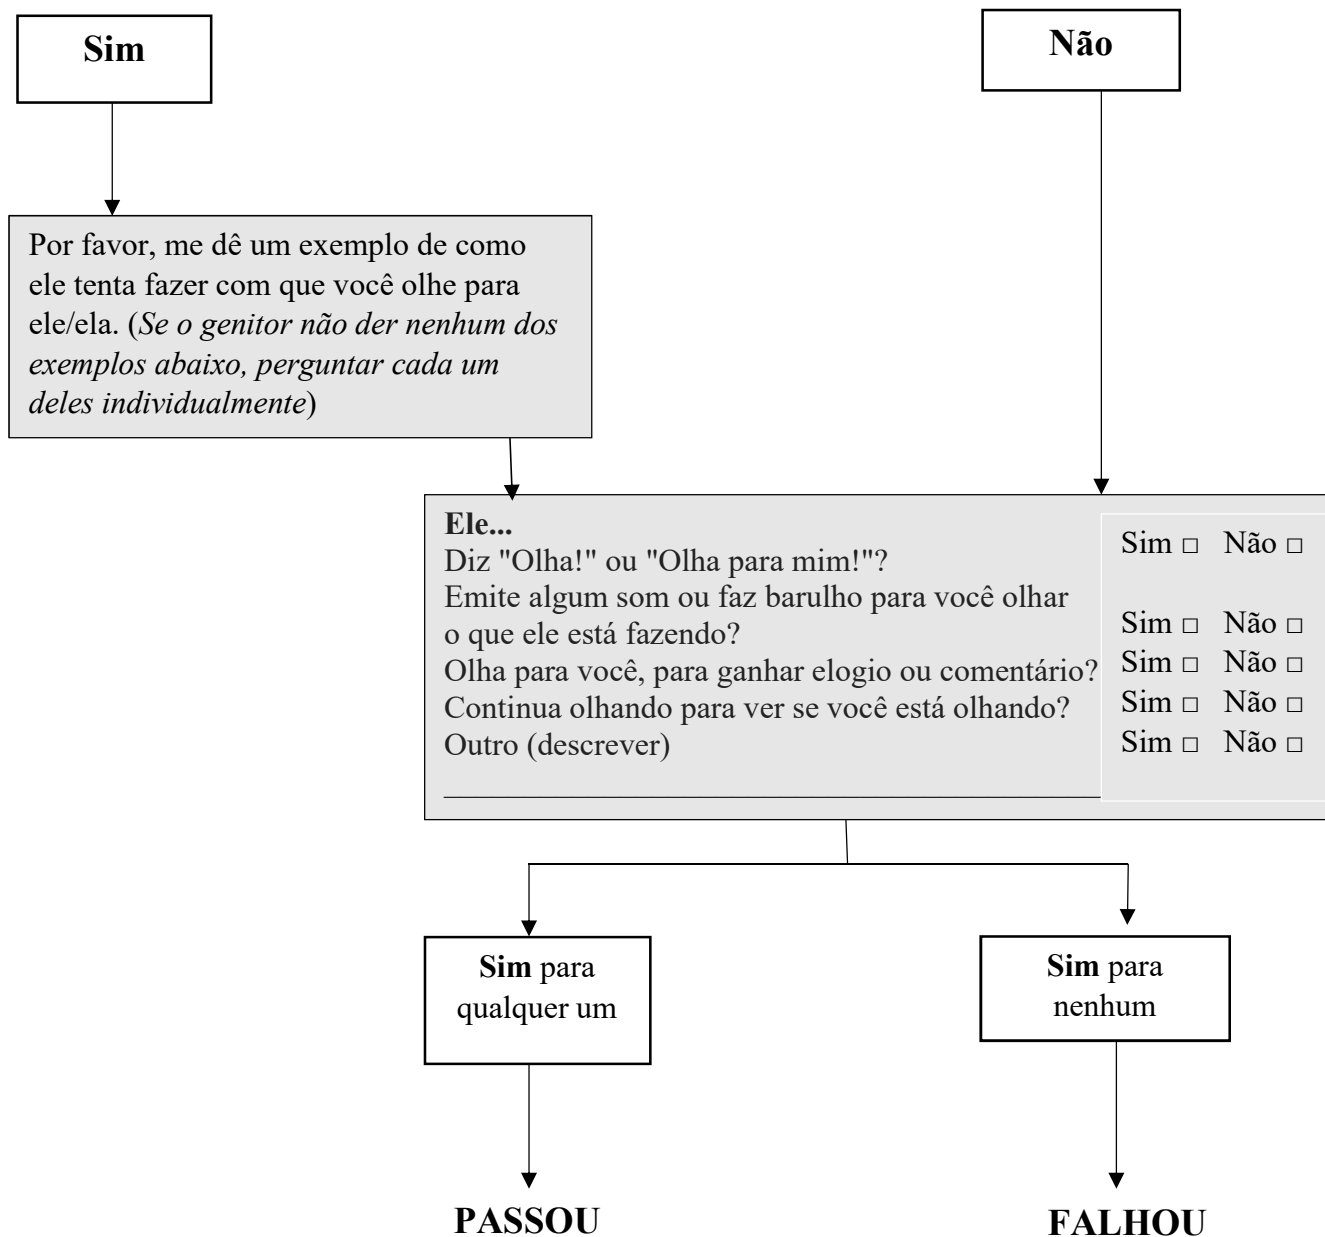 Sim
Não
Por favor, me dê um exemplo de como
ele tenta fazer com que você olhe para
ele/ela. (Se o genitor não der nenhum dos
exemplos abaixo, perguntar cada um
deles individualmente)
Ele...
Diz "Olha!" ou "Olha para mim!"?
Sim □ Não □
Emite algum som ou faz barulho para você olhar
o que ele está fazendo?
Sim □ Não □
Olha para você, para ganhar elogio ou comentário?
Sim □ Não □
Continua olhando para ver se você está olhando?
Sim □ Não □
Outro (descrever)
Sim □ Não □
Sim para
qualquer um
Sim para
nenhum
PASSOU
FALHOU